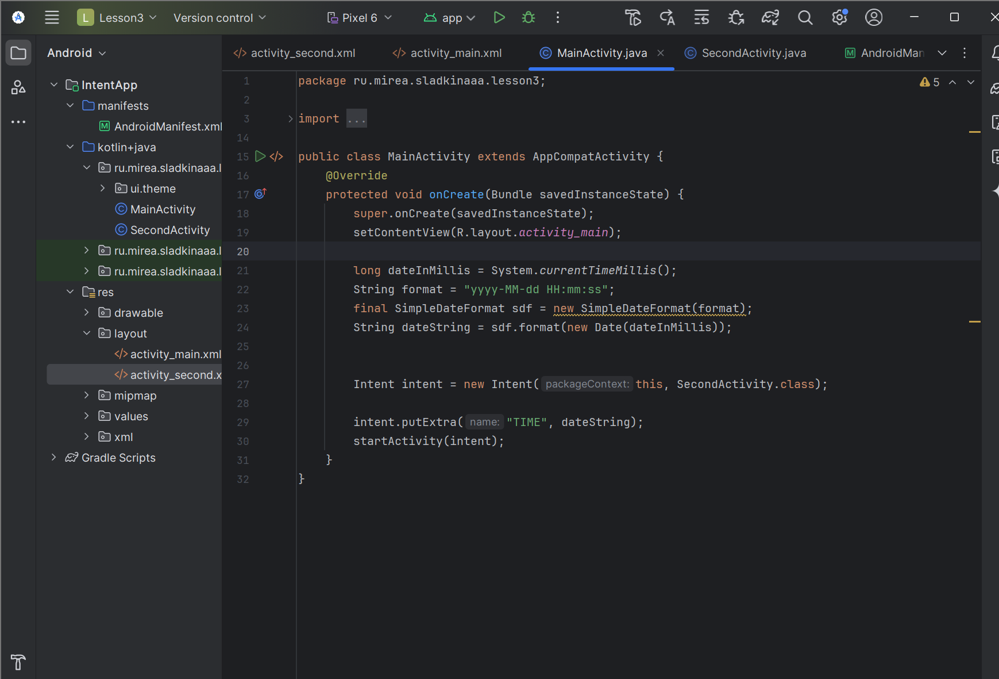 L Lesson3 Version control Pixel 6 app
Android
activity_second.xml activity_main.xml MainActivity.java SecondActivity.java AndroidMan
IntentApp
manifests
AndroidManifest.xml
kotlin+java
ru.mirea.sladkinaaa.l
ui.theme
MainActivity
SecondActivity
ru.mirea.sladkinaaa.l
ru.mirea.sladkinaaa.l
res
drawable
layout
activity_main.xml
activity_second.x
mipmap
values
xml
Gradle Scripts
5
1 package ru.mirea.sladkinaaa.lesson3;
2
3 import ...
14
15 public class MainActivity extends AppCompatActivity {
16 @Override
17 protected void onCreate(Bundle savedInstanceState) {
18 super.onCreate(savedInstanceState);
19 setContentView(R.layout.activity_main);
20
21 long dateInMillis = System.currentTimeMillis();
22 String format = "yyyy-MM-dd HH:mm:ss";
23 final SimpleDateFormat sdf = new SimpleDateFormat(format);
24 String dateString = sdf.format(new Date(dateInMillis));
25
26
27 Intent intent = new Intent( packageContext: this, SecondActivity.class);
28
29 intent.putExtra( name: "TIME", dateString);
30 startActivity(intent);
31 }
32 }